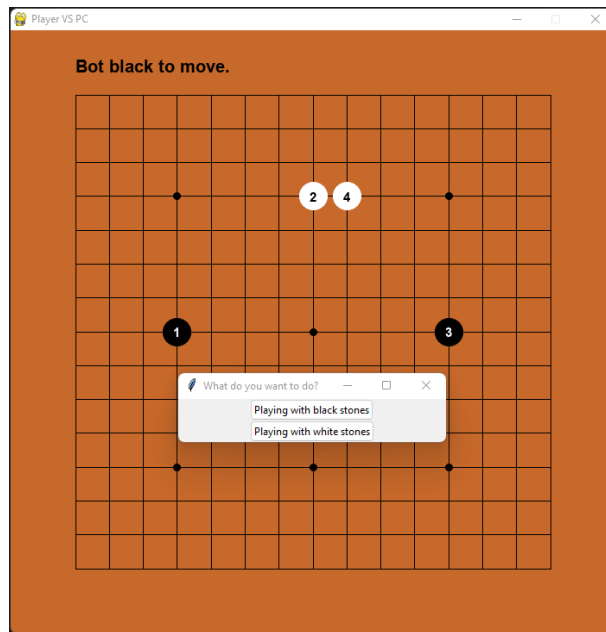 Player VS PC
Bot black to move.
2 4
1 3
What do you want to do?
Playing with black stones
Playing with white stones